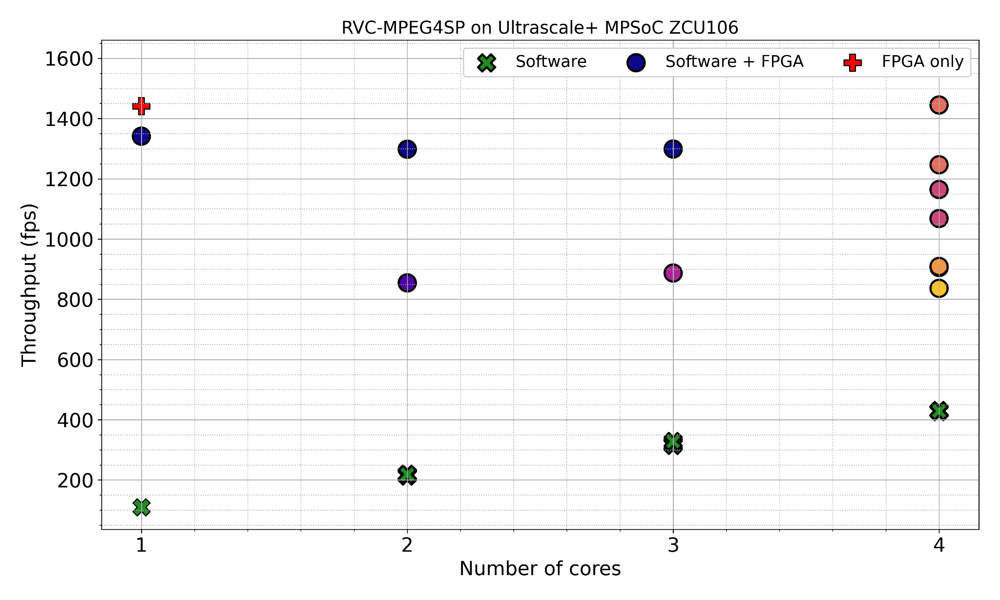 RVC-MPEG4SP on Ultrascale+ MPSoC ZCU106
Software
Software + FPGA
FPGA only
Throughput (fps)
1600
1400
1200
1000
800
600
400
200
1 2 3 4
Number of cores